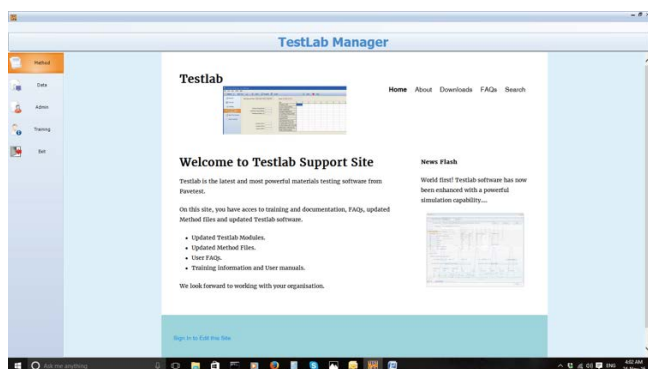 TestLab Manager
Method
Data
Admin
Training
Exit
Testlab
Home About Downloads FAQs Search
Welcome to Testlab Support Site
Testlab is the latest and most powerful materials testing software from
Pavetest.
On this site, you have acces to training and documentation, FAQs, updated
Method files and updated Testlab software.
Updated Testlab Modules.
Updated Method Files.
User FAQs.
Training information and User manuals.
We look forward to working with your organisation.
News Flash
World first! Testlab software has now
been enhanced with a powerful
simulation capability....
Sign in to Edit this Site
Ask me anything
ENG
4:02 AM